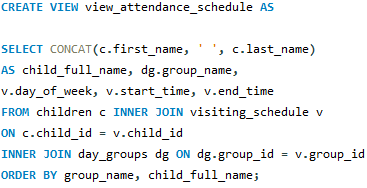 CREATE VIEW view_attendance_schedule AS
SELECT CONCAT(c.first_name, ' ', c.last_name)
AS child_full_name, dg.group_name,
v.day_of_week, v.start_time, v.end_time
FROM children c INNER JOIN visiting_schedule v
ON c.child_id = v.child_id
INNER JOIN day_groups dg ON dg.group_id = v.group_id
ORDER BY group_name, child_full_name;